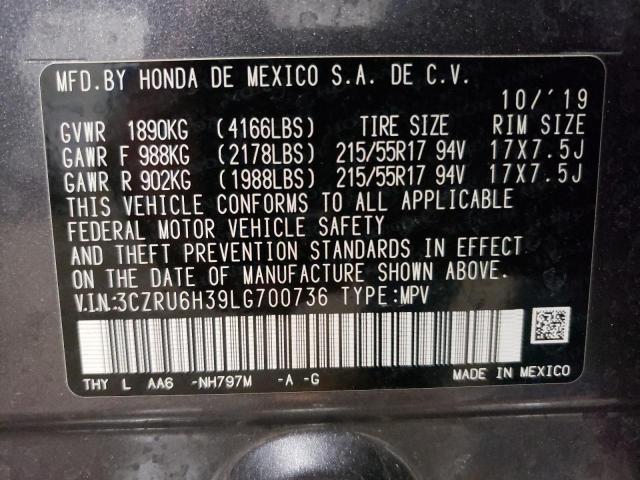 MFD.BY HONDA DE MEXICO S.A. DE C.V.
10/'19
GVWR 1890KG (4166LBS) TIRE SIZE RIM SIZE
GAWR F 988KG (2178LBS) 215/55R17 94V 17X7.5J
GAWR R 902KG (1988LBS) 215/55R17 94V 17X7.5J
THIS VEHICLE CONFORMS TO ALL APPLICABLE
FEDERAL MOTOR VEHICLE SAFETY
AND THEFT PREVENTION STANDARDS IN EFFECT
ON THE DATE OF MANUFACTURE SHOWN ABOVE.
V.I.N.:3CZRU6H39LG700736 TYPE:MPV
THY L AA6 -NH797M -A -G MADE IN MEXICO